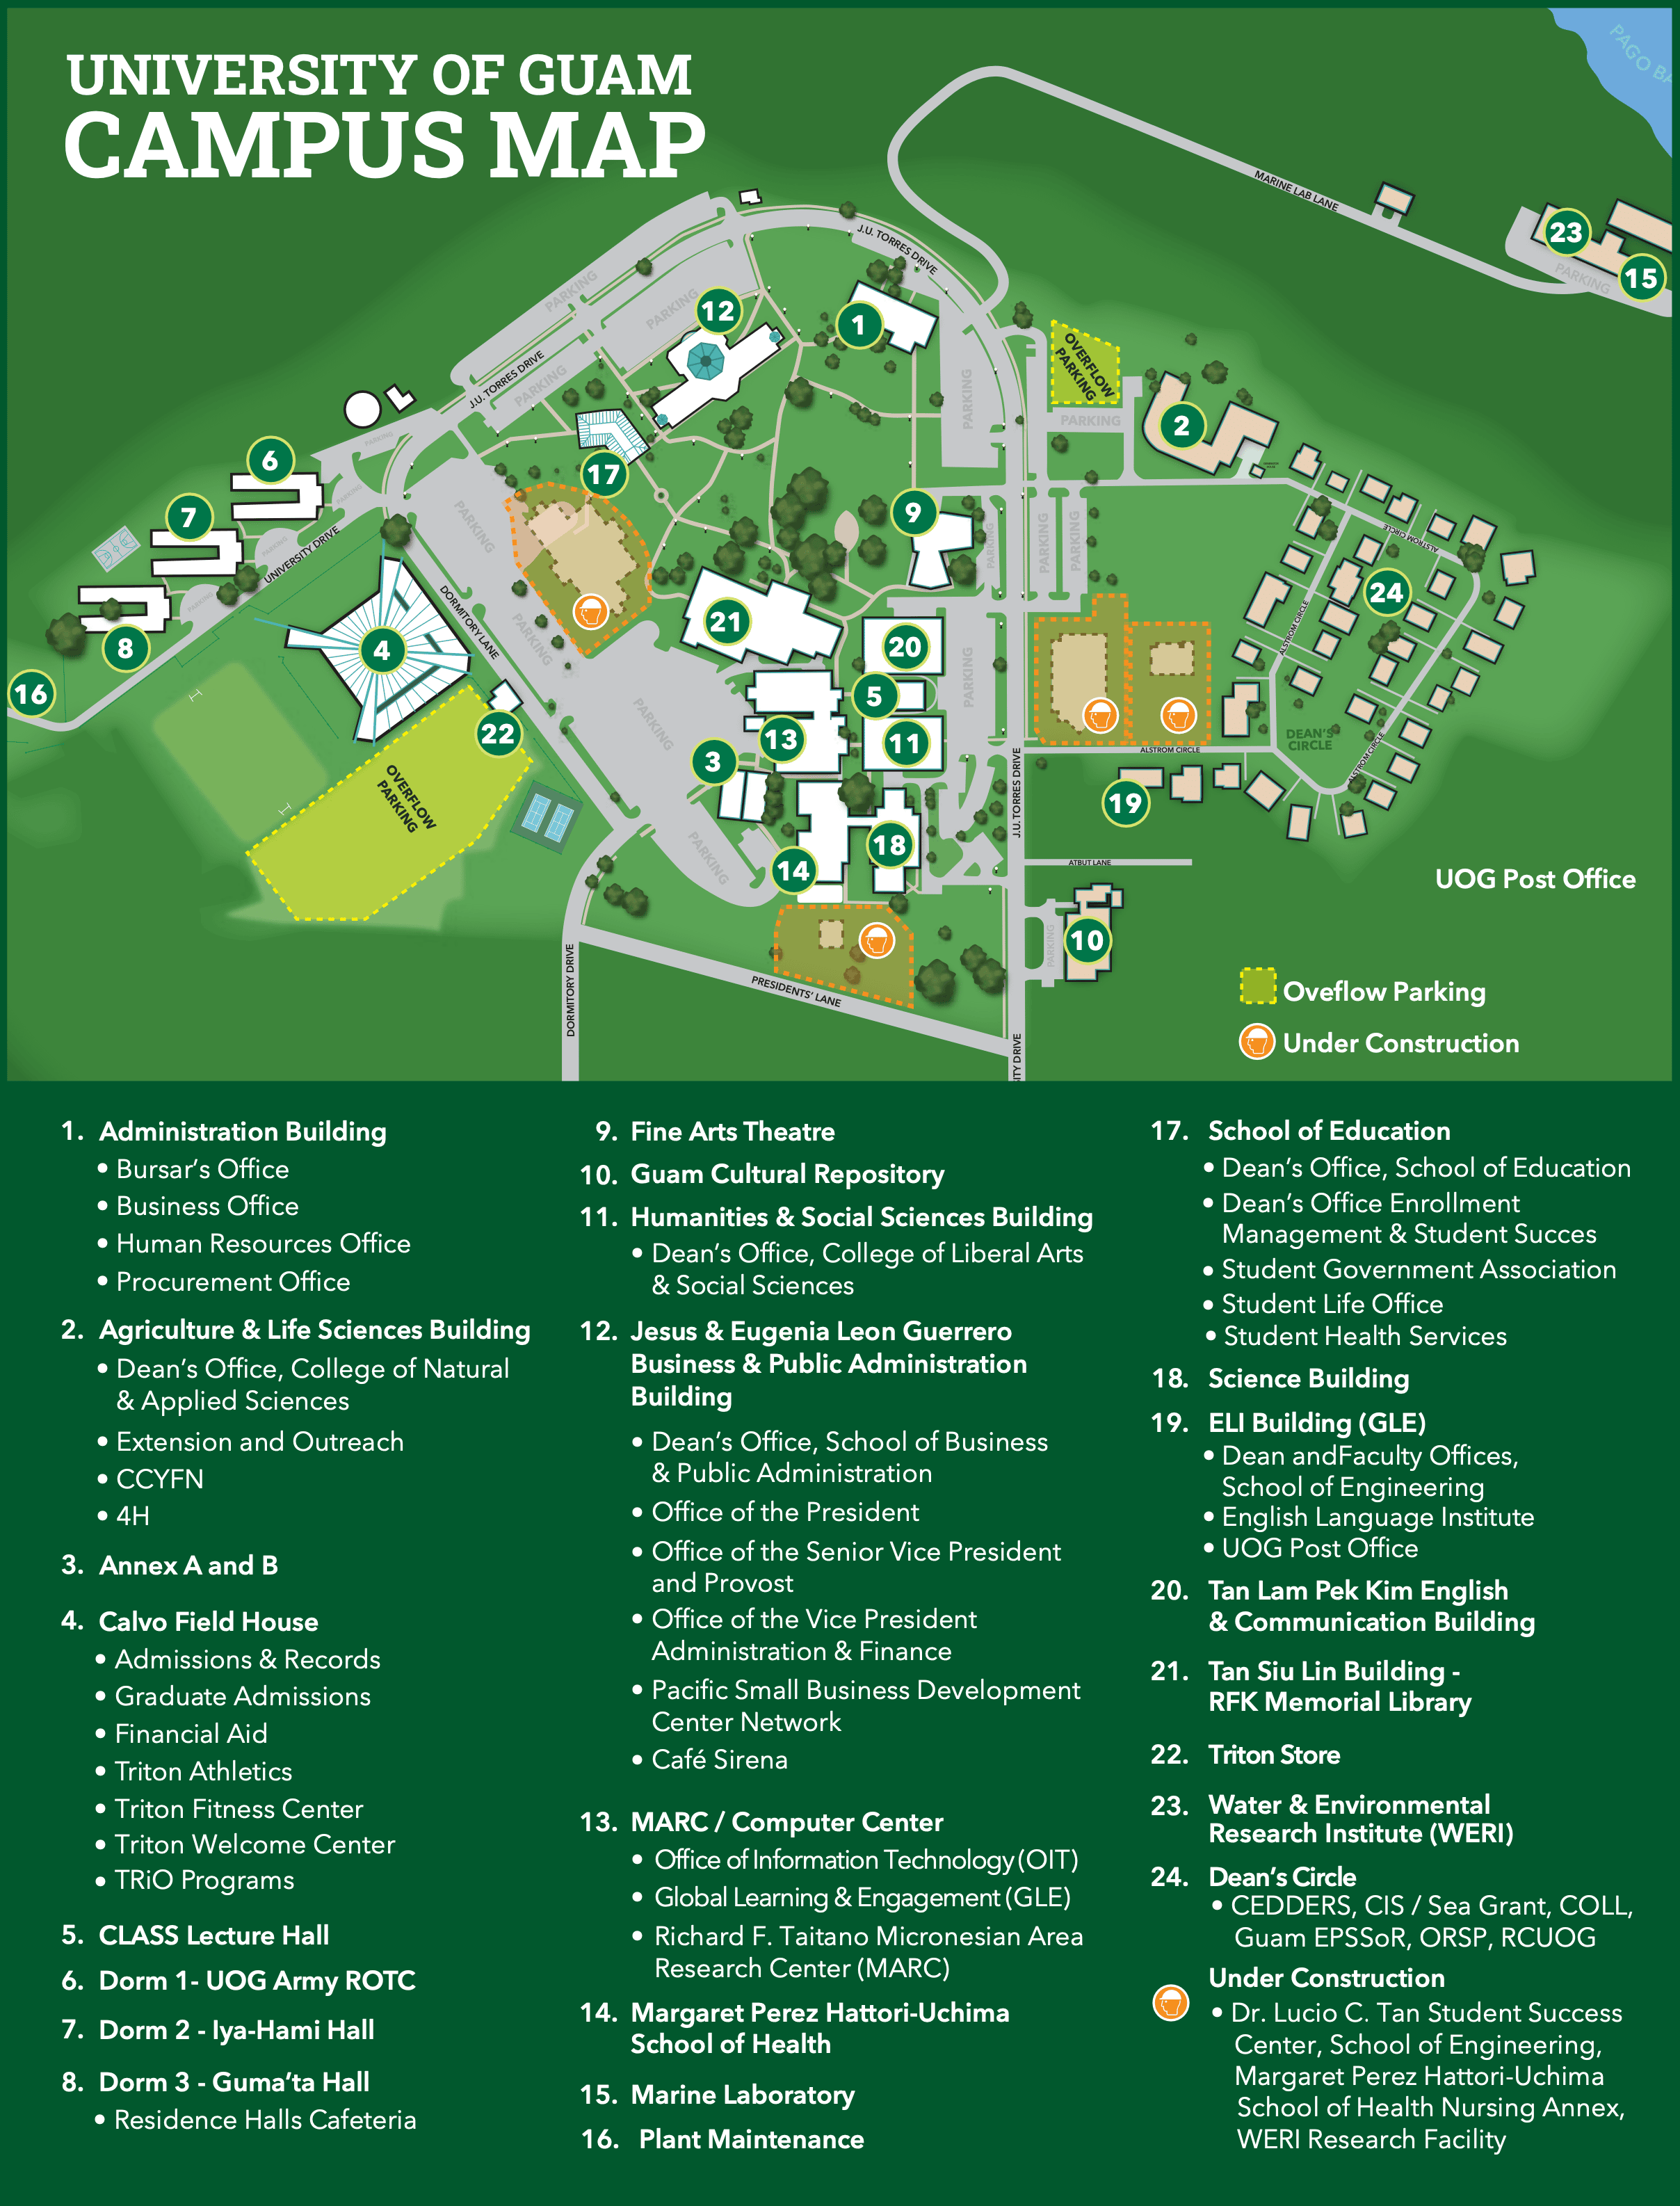 UNIVERSITY OF GUAM
CAMPUS MAP
PAGO BA
MARINE LAB LANE
J.U. TORRES DRIVE
23
15
PARKING
PARKING
PARKING
12
1
OVERFLOW
PARKING
J.U. TORRES DRIVE
PARKING
PARKING
PARKING
2
PARKING
6
17
PARKING
7
9
PARKING
PARKING
PARKING
PARKING
ALSTROM CIRCLE
UNIVERSITY DRIVE
PARKING
PARKING
24
DORMITORY LANE
21
ALSTROM CIRCLE
8
4
PARKING
20
PARKING
16
5
PARKING
22
13
11
DEAN'S
CIRCLE
ALSTROM CIRCLE
ALSTROM CIRCLE
3
OVERFLOW
PARKING
19
J.U. TORRES DRIVE
PARKING
18
14
ATBUT LANE
UOG Post Office
10
PARKING
DORMITORY DRIVE
PRESIDENTS' LANE
SITY DRIVE
Oveflow Parking
Under Construction
1. Administration Building
• Bursar's Office
• Business Office
• Human Resources Office
• Procurement Office
2. Agriculture & Life Sciences Building
• Dean's Office, College of Natural
& Applied Sciences
• Extension and Outreach
• CCYFN
• 4H
3. Annex A and B
4. Calvo Field House
• Admissions & Records
• Graduate Admissions
• Financial Aid
• Triton Athletics
• Triton Fitness Center
• Triton Welcome Center
• TRiO Programs
5. CLASS Lecture Hall
6. Dorm 1- UOG Army ROTC
7. Dorm 2 - Iya-Hami Hall
8. Dorm 3 - Guma'ta Hall
• Residence Halls Cafeteria
9. Fine Arts Theatre
10. Guam Cultural Repository
11. Humanities & Social Sciences Building
• Dean's Office, College of Liberal Arts
& Social Sciences
12. Jesus & Eugenia Leon Guerrero
Business & Public Administration
Building
• Dean's Office, School of Business
& Public Administration
• Office of the President
• Office of the Senior Vice President
and Provost
• Office of the Vice President
Administration & Finance
• Pacific Small Business Development
Center Network
• Café Sirena
13. MARC / Computer Center
• Office of Information Technology (OIT)
• Global Learning & Engagement (GLE)
• Richard F. Taitano Micronesian Area
Research Center (MARC)
14. Margaret Perez Hattori-Uchima
School of Health
15. Marine Laboratory
16. Plant Maintenance
17. School of Education
• Dean's Office, School of Education
• Dean's Office Enrollment
Management & Student Succes
• Student Government Association
• Student Life Office
• Student Health Services
18. Science Building
19. ELI Building (GLE)
• Dean andFaculty Offices,
School of Engineering
• English Language Institute
• UOG Post Office
20. Tan Lam Pek Kim English
& Communication Building
21. Tan Siu Lin Building -
RFK Memorial Library
22. Triton Store
23. Water & Environmental
Research Institute (WERI)
24. Dean's Circle
• CEDDERS, CIS / Sea Grant, COLL,
Guam EPSSoR, ORSP, RCUOG
Under Construction
• Dr. Lucio C. Tan Student Success
Center, School of Engineering,
Margaret Perez Hattori-Uchima
School of Health Nursing Annex,
WERI Research Facility